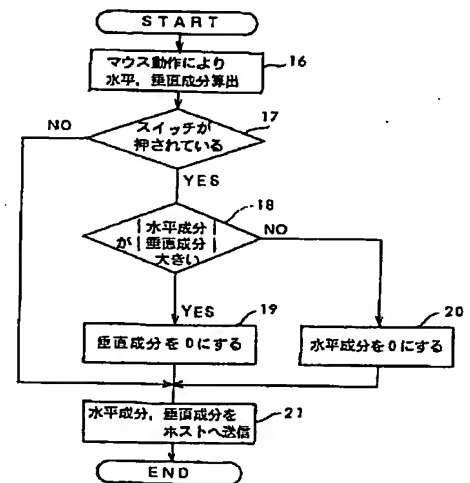 START
マウス動作により
水平,垂直成分算出
16
NO
スイッチが
押されている
17
YES
|水平成分|
が|垂直成分|
大きい
18
NO
YES
垂直成分を0にする
19
水平成分を0にする
20
水平成分,垂直成分を
ホストへ送信
21
END